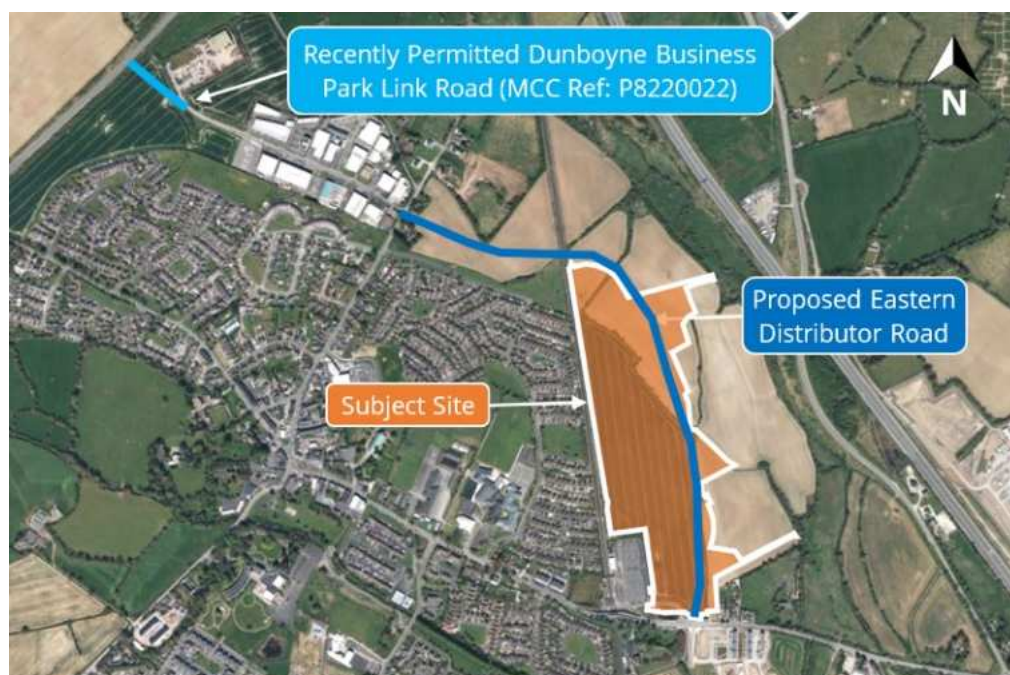 Recently Permitted Dunboyne Business
Park Link Road (MCC Ref: P8220022)
N
Proposed Eastern
Distributor Road
Subject Site